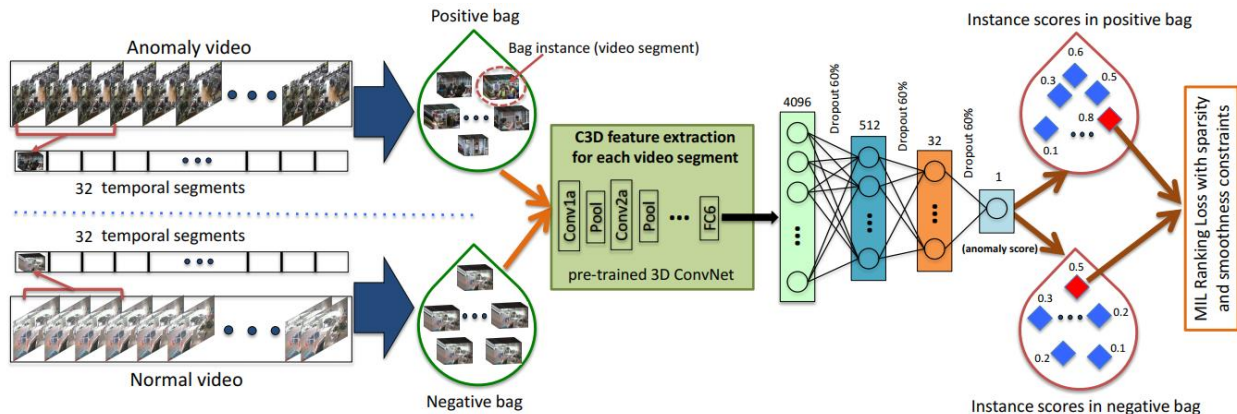 Anomaly video
32 temporal segments
32 temporal segments
Normal video
Positive bag
Bag instance (video segment)
Negative bag
C3D feature extraction
for each video segment
Conv1a
Pool
Conv2a
Pool
FC6
pre-trained 3D ConvNet
4096
Dropout 60%
512
Dropout 60%
32
Dropout 60%
1
(anomaly score)
Instance scores in positive bag
0.6
0.3
0.5
0.8
0.1
0.5
0.3
0.2
0.2
0.1
Instance scores in negative bag
MIL Ranking Loss with sparsity
and smoothness constraints